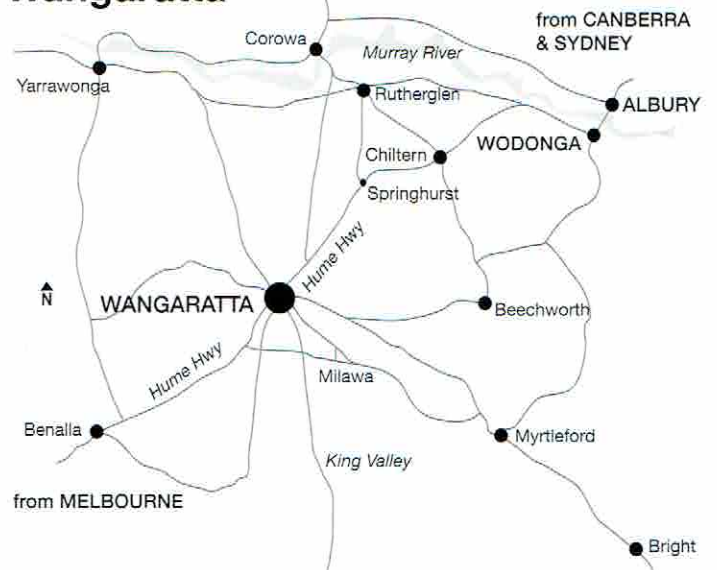 Wangaratta
from CANBERRA
& SYDNEY
Corowa
Murray River
Yarrawonga
Rutherglen
ALBURY
WODONGA
Chiltern
Springhurst
Hume Hwy
N
WANGARATTA
Beechworth
Hume Hwy
Milawa
Benalla
Myrtleford
King Valley
from MELBOURNE
Bright